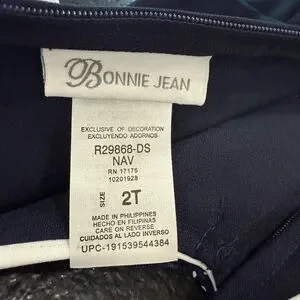 BONNIE JEAN
EXCLUSIVE OF DECORATION
EXCLUYENDO ADORNOS
R29868-DS
NAV
RN 17175
10201928
SIZE 2T
MADE IN PHILIPPINES
HECHO EN FILIPINAS
CARE ON REVERSE
CUIDADOS AL LADO INVERSO
UPC-191539544384